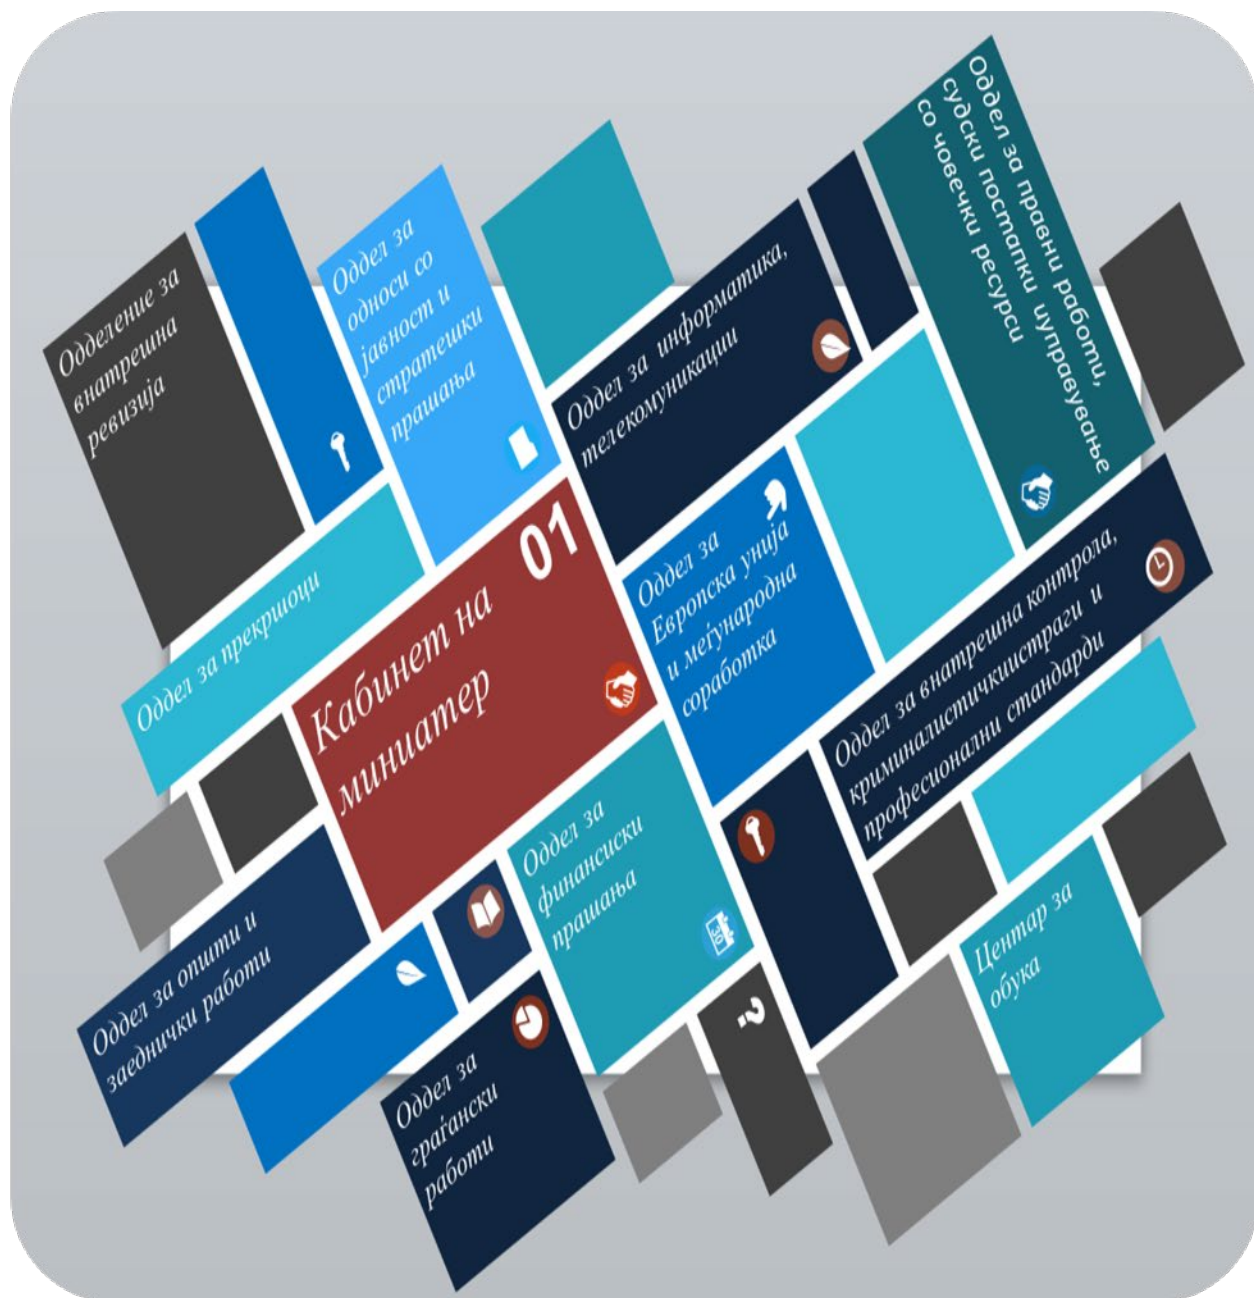 Одделение за
внатрешна
ревизија
Оддел за
односи со
јавност и
стратешки
прашања
Оддел за информатика,
телекомуникации
Оддел за правни работи,
судски постапки иуправување
со човечки ресурси
Оддел за прекршоци
01
Кабинет на
миниатер
Оддел за
Европска унија
и меѓународна
соработка
Оддел за внатрешна контрола,
криминалистичкиистраги и
професионални стандарди
Оддел за општи и
заеднички работи
Оддел за
финансиски
прашања
30
?
Центар за
обука
Оддел за
граѓански
работи